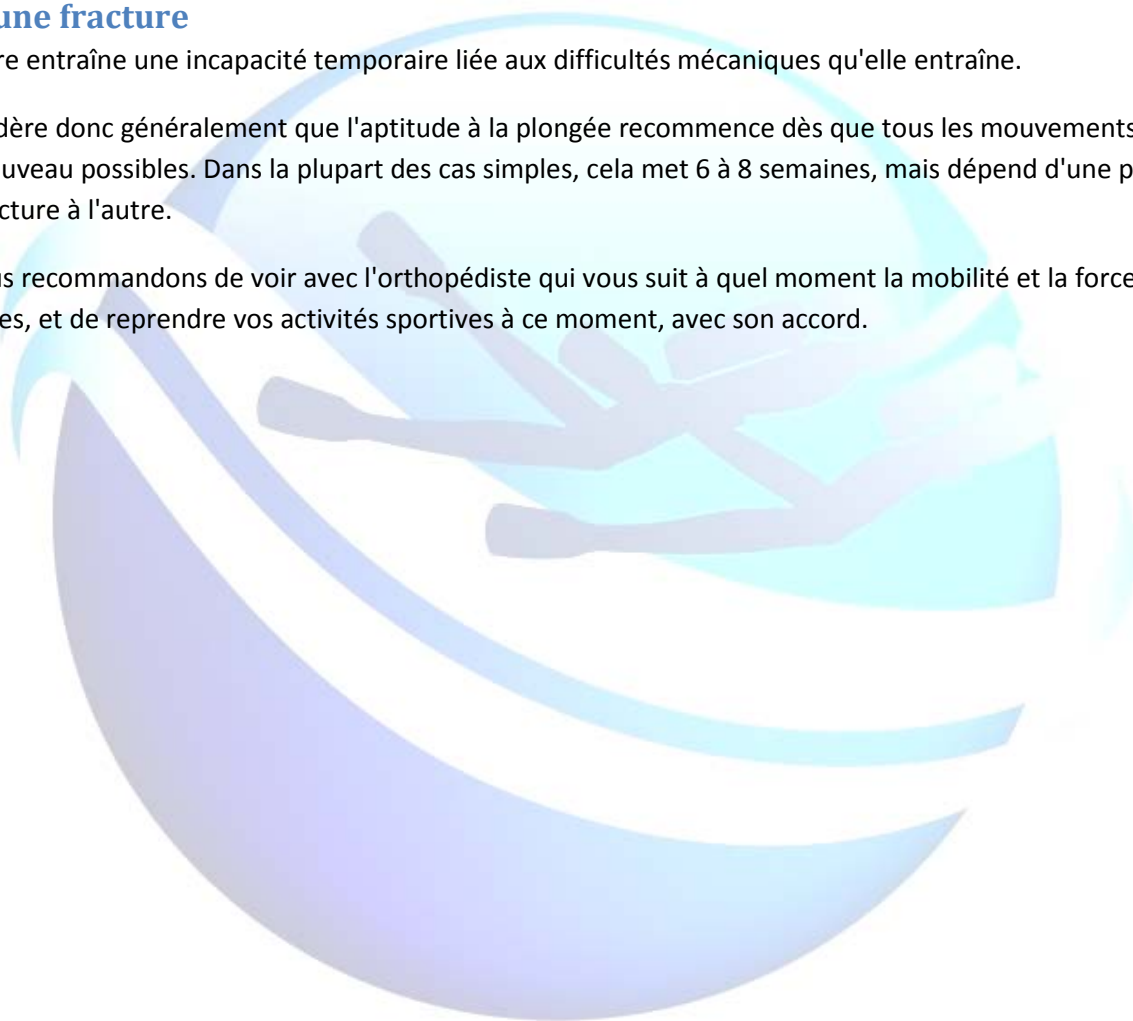 une fracture
re entraîne une incapacité temporaire liée aux difficultés mécaniques qu'elle entraîne.
dère donc généralement que l'aptitude à la plongée recommence dès que tous les mouvements
uveau possibles. Dans la plupart des cas simples, cela met 6 à 8 semaines, mais dépend d'une p
cture à l'autre.
us recommandons de voir avec l'orthopédiste qui vous suit à quel moment la mobilité et la force
es, et de reprendre vos activités sportives à ce moment, avec son accord.